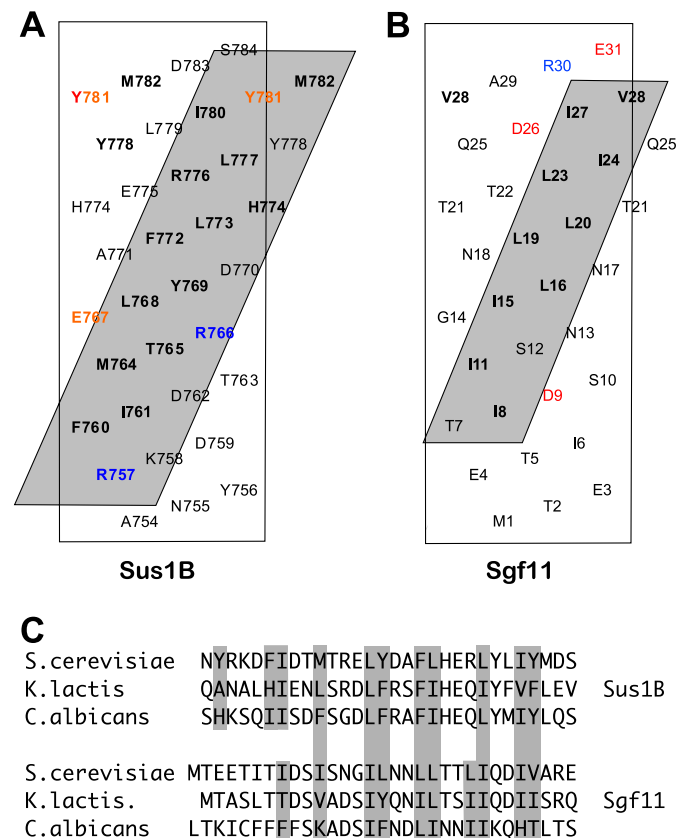 A
S784
D783
M782 M782
Y781 Y781
I780
L779
Y778 Y778
L777
R776
E775
H774 H774
L773
F772
A771
D770
Y769
L768
E767
R766
T765
M764
T763
D762
I761
F760
D759
K758
R757
Y756
N755
A754
Sus1B
B
E31
R30
A29
V28 V28
I27
D26
Q25 Q25
I24
L23
T22
T21 T21
L20
L19
N18
N17
L16
I15
G14
N13
S12
I11
S10
D9
I8
T7
I6
T5
E4
E3
T2
M1
Sgf11
C
S.cerevisiae NYRKDFIDTMTRELYDAFLHERLYLIYMDS
K.lactis QANALHIENLSRDLFRSFIHEQIYFVFLEV Sus1B
C.albicans SHKSQIISDFSGDLFRAFIHEQLYMIYLQS
S.cerevisiae MTEETITIDSISNGILNNLLTTLIQDIVARE
K.lactis. MTASLTTDSVADSIYQNILTSIIQDIISRQ Sgf11
C.albicans LTKICFFFFSKADSIFNDLINNIIKQHTLTS